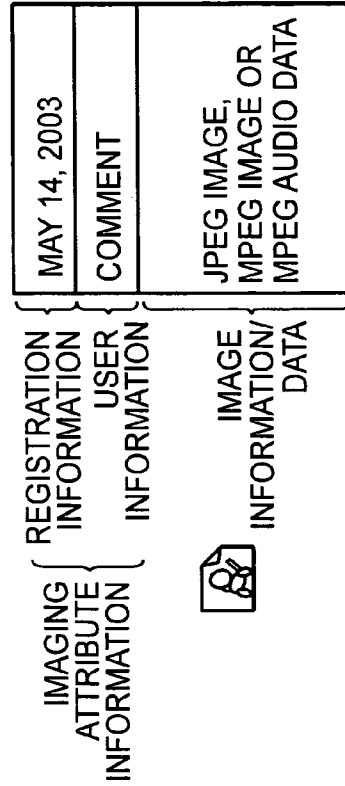 IMAGING
ATTRIBUTE
INFORMATION
REGISTRATION
INFORMATION
USER
INFORMATION
MAY 14, 2003
COMMENT
IMAGE
INFORMATION/
DATA
JPEG IMAGE,
MPEG IMAGE OR
MPEG AUDIO DATA